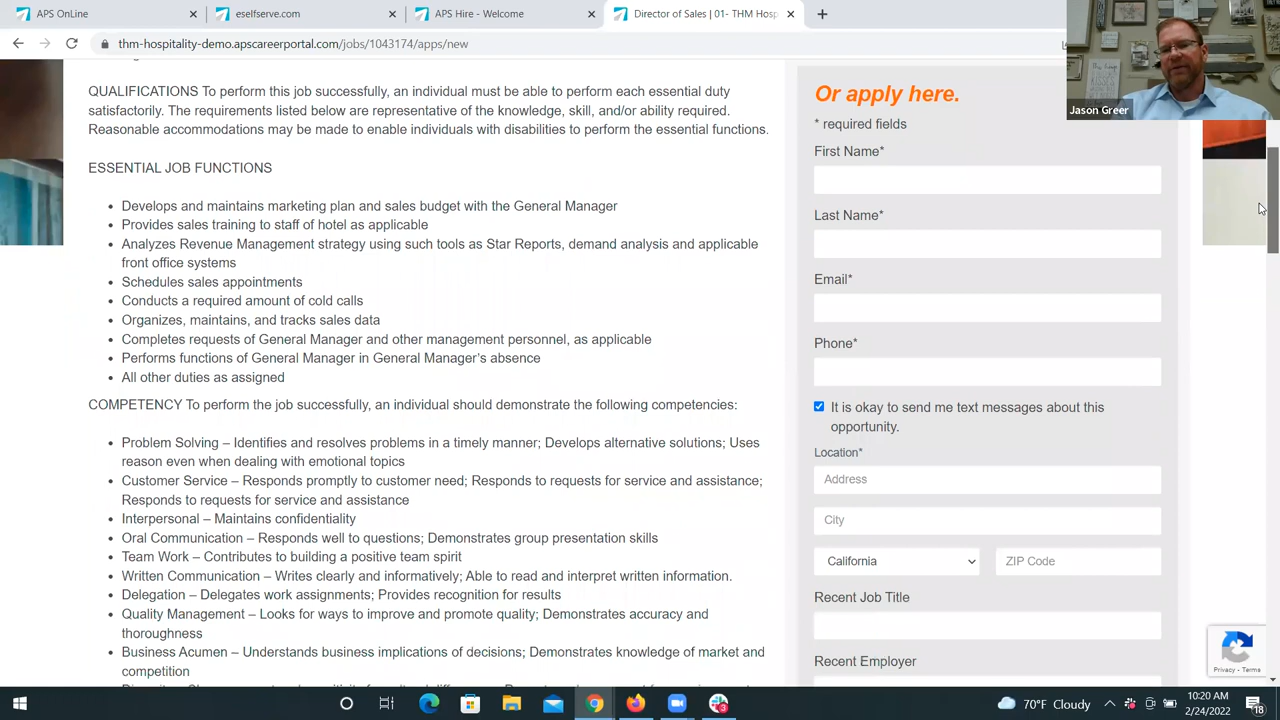 APS OnLine
eselfserve.com
APS Hire - Welcome
Director of Sales | 01- THM Hosp
thm-hospitality-demo.apscareerportal.com/jobs/1043174/apps/new
Jason Greer
QUALIFICATIONS To perform this job successfully, an individual must be able to perform each essential duty
satisfactorily. The requirements listed below are representative of the knowledge, skill, and/or ability required.
Reasonable accommodations may be made to enable individuals with disabilities to perform the essential functions.
ESSENTIAL JOB FUNCTIONS
• Develops and maintains marketing plan and sales budget with the General Manager
• Provides sales training to staff of hotel as applicable
• Analyzes Revenue Management strategy using such tools as Star Reports, demand analysis and applicable
front office systems
• Schedules sales appointments
• Conducts a required amount of cold calls
• Organizes, maintains, and tracks sales data
• Completes requests of General Manager and other management personnel, as applicable
• Performs functions of General Manager in General Manager's absence
• All other duties as assigned
COMPETENCY To perform the job successfully, an individual should demonstrate the following competencies:
• Problem Solving – Identifies and resolves problems in a timely manner; Develops alternative solutions; Uses
reason even when dealing with emotional topics
• Customer Service – Responds promptly to customer need; Responds to requests for service and assistance;
Responds to requests for service and assistance
• Interpersonal – Maintains confidentiality
• Oral Communication – Responds well to questions; Demonstrates group presentation skills
• Team Work – Contributes to building a positive team spirit
• Written Communication – Writes clearly and informatively; Able to read and interpret written information.
• Delegation – Delegates work assignments; Provides recognition for results
• Quality Management – Looks for ways to improve and promote quality; Demonstrates accuracy and
thoroughness
• Business Acumen – Understands business implications of decisions; Demonstrates knowledge of market and
competition
Or apply here.
* required fields
First Name*
Last Name*
Email*
Phone*
It is okay to send me text messages about this
opportunity.
Location*
Address
City
California
ZIP Code
Recent Job Title
Recent Employer
Privacy - Terms
70°F Cloudy
10:20 AM
2/24/2022
3
18